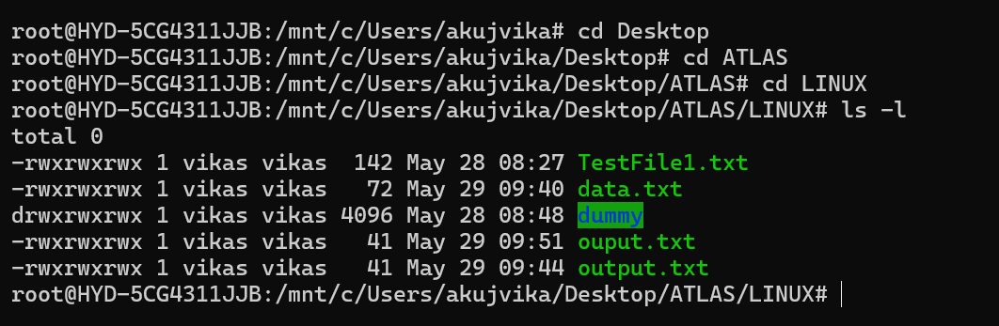 root@HYD-5CG4311JJB:/mnt/c/Users/akujvika# cd Desktop
root@HYD-5CG4311JJB:/mnt/c/Users/akujvika/Desktop# cd ATLAS
root@HYD-5CG4311JJB:/mnt/c/Users/akujvika/Desktop/ATLAS# cd LINUX
root@HYD-5CG4311JJB:/mnt/c/Users/akujvika/Desktop/ATLAS/LINUX# ls -l
total 0
-rwxrwxrwx 1 vikas vikas  142 May 28 08:27 TestFile1.txt
-rwxrwxrwx 1 vikas vikas   72 May 29 09:40 data.txt
drwxrwxrwx 1 vikas vikas 4096 May 28 08:48 dummy
-rwxrwxrwx 1 vikas vikas   41 May 29 09:51 ouput.txt
-rwxrwxrwx 1 vikas vikas   41 May 29 09:44 output.txt
root@HYD-5CG4311JJB:/mnt/c/Users/akujvika/Desktop/ATLAS/LINUX#